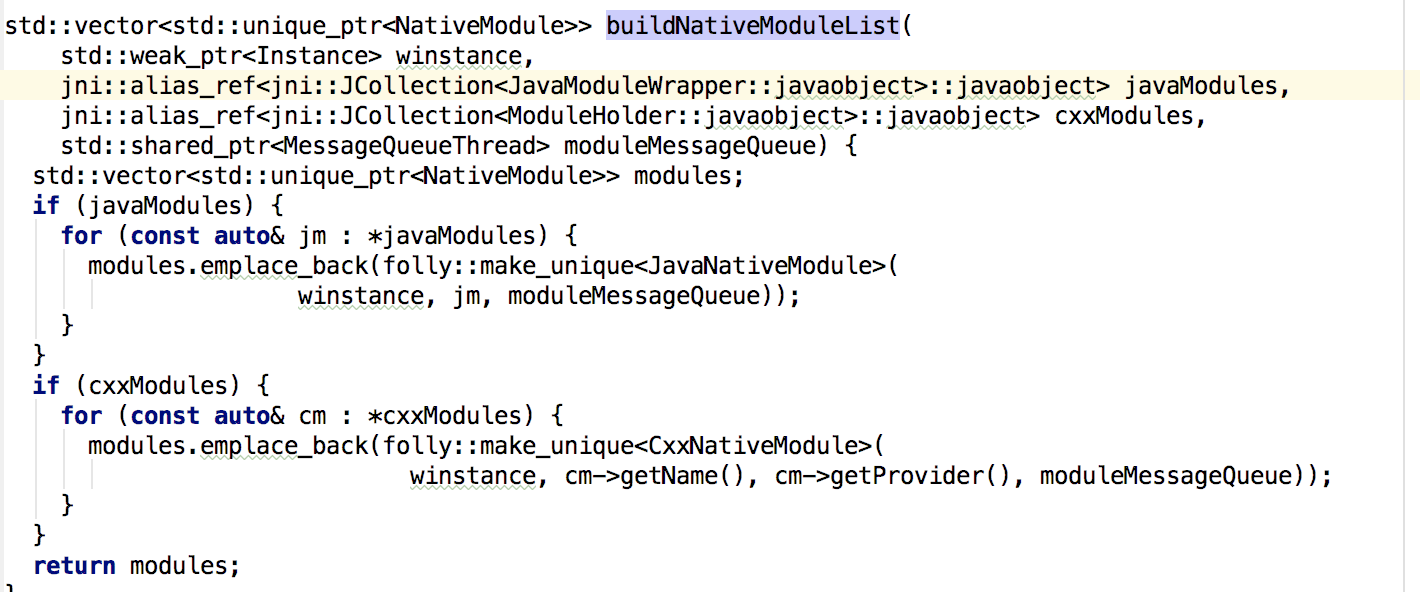 std::vector<std::unique_ptr<NativeModule>> buildNativeModuleList(
    std::weak_ptr<Instance> winstance,
    jni::alias_ref<jni::JCollection<JavaModuleWrapper::javaobject>::javaobject> javaModules,
    jni::alias_ref<jni::JCollection<ModuleHolder::javaobject>::javaobject> cxxModules,
    std::shared_ptr<MessageQueueThread> moduleMessageQueue) {
  std::vector<std::unique_ptr<NativeModule>> modules;
  if (javaModules) {
    for (const auto& jm : *javaModules) {
      modules.emplace_back(folly::make_unique<JavaNativeModule>(
                     winstance, jm, moduleMessageQueue));
    }
  }
  if (cxxModules) {
    for (const auto& cm : *cxxModules) {
      modules.emplace_back(folly::make_unique<CxxNativeModule>(
                             winstance, cm->getName(), cm->getProvider(), moduleMessageQueue));
    }
  }
  return modules;
}